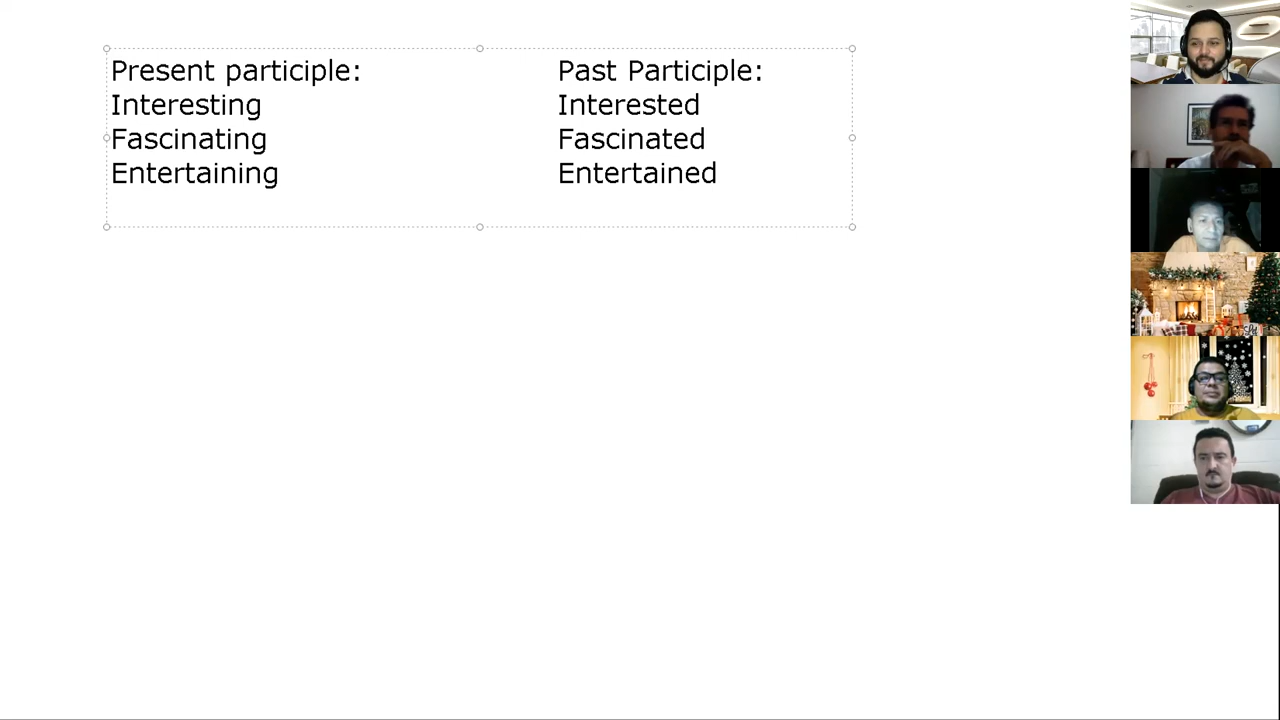 Present participle: Past Participle:
Interesting Interested
Fascinating Fascinated
Entertaining Entertained